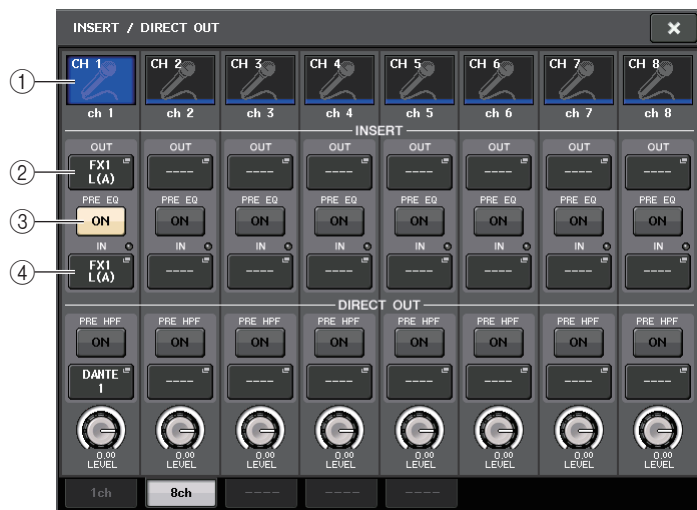 INSERT / DIRECT OUT
CH 1 CH 2 CH 3 CH 4 CH 5 CH 6 CH 7 CH 8
① ch 1 ch 2 ch 3 ch 4 ch 5 ch 6 ch 7 ch 8
INSERT
OUT OUT OUT OUT OUT OUT OUT OUT
② FX1 L(A) ---- ---- ---- ---- ---- ---- ----
PRE EQ PRE EQ PRE EQ PRE EQ PRE EQ PRE EQ PRE EQ PRE EQ
③ ON ON ON ON ON ON ON ON
IN IN IN IN IN IN IN IN
④ FX1 L(A) ---- ---- ---- ---- ---- ---- ----
DIRECT OUT
PRE HPF PRE HPF PRE HPF PRE HPF PRE HPF PRE HPF PRE HPF PRE HPF
ON ON ON ON ON ON ON ON
DANTE 1 ---- ---- ---- ---- ---- ---- ----
0.00 0.00 0.00 0.00 0.00 0.00 0.00 0.00
LEVEL LEVEL LEVEL LEVEL LEVEL LEVEL LEVEL LEVEL
1ch 8ch ---- ---- ----